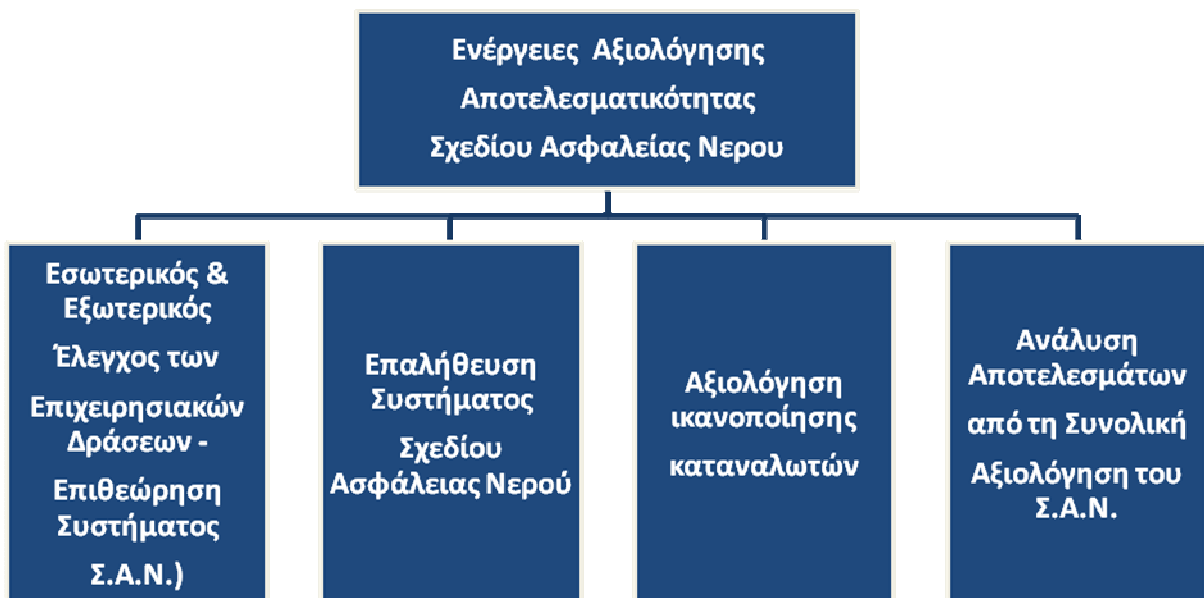 Ενέργειες Αξιολόγησης
Αποτελεσματικότητας
Σχεδίου Ασφαλείας Νερου
Εσωτερικός &
Εξωτερικός
Έλεγχος των
Επιχειρησιακών
Δράσεων -
Επιθεώρηση
Συστήματος
Σ.Α.Ν.)
Επαλήθευση
Συστήματος
Σχεδίου
Ασφάλειας Νερού
Αξιολόγηση
ικανοποίησης
καταναλωτών
Ανάλυση
Αποτελεσμάτων
από τη Συνολική
Αξιολόγηση του
Σ.Α.Ν.